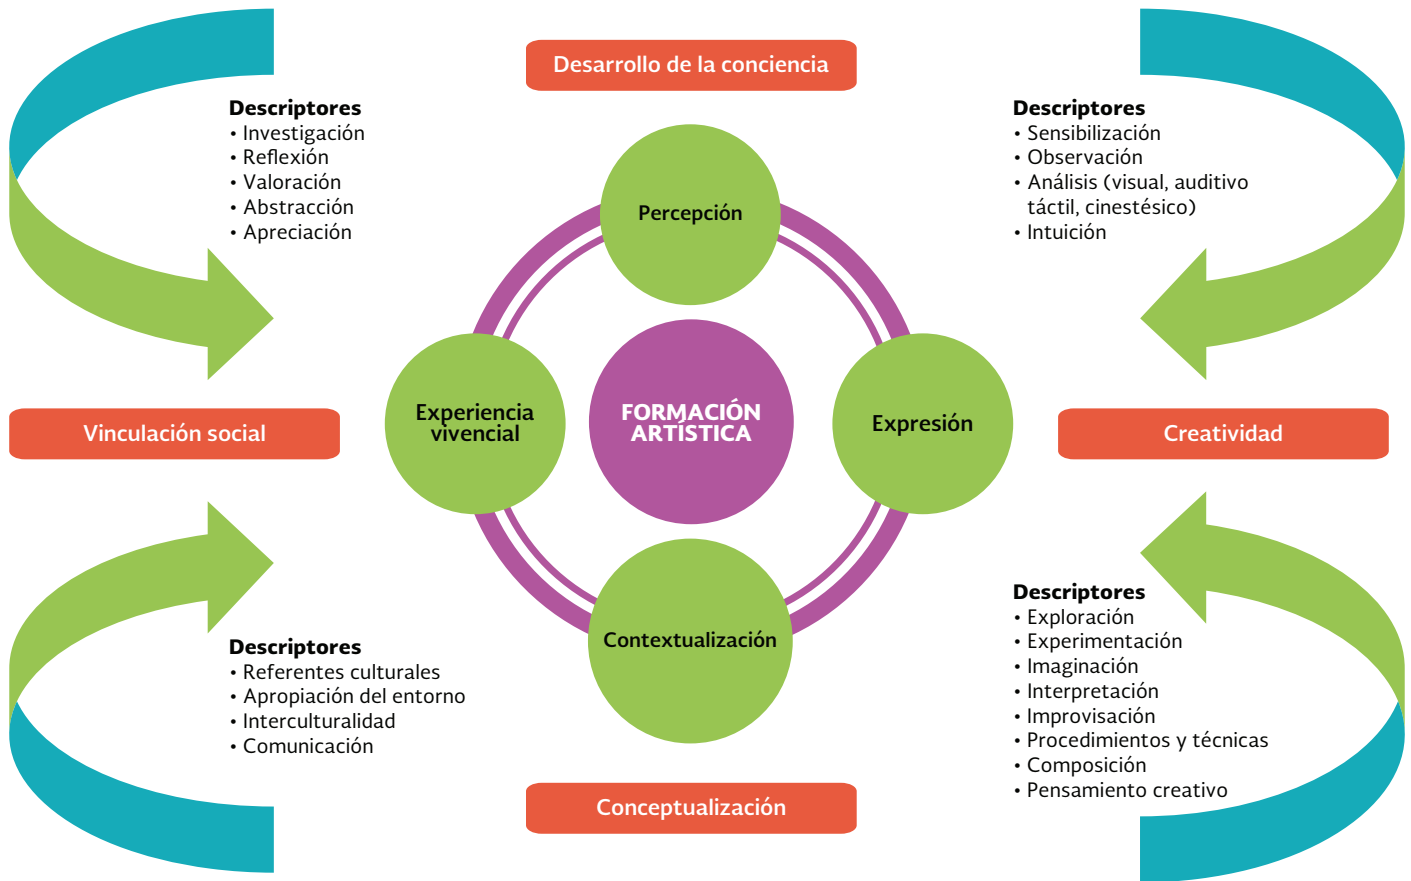 Desarrollo de la conciencia
Descriptores
• Investigación
• Reflexión
• Valoración
• Abstracción
• Apreciación
Descriptores
• Sensibilización
• Observación
• Análisis (visual, auditivo
táctil, cinestésico)
• Intuición
Percepción
Experiencia
vivencial
FORMACIÓN
ARTÍSTICA
Expresión
Vinculación social
Creatividad
Contextualización
Descriptores
• Referentes culturales
• Apropiación del entorno
• Interculturalidad
• Comunicación
Descriptores
• Exploración
• Experimentación
• Imaginación
• Interpretación
• Improvisación
• Procedimientos y técnicas
• Composición
• Pensamiento creativo
Conceptualización